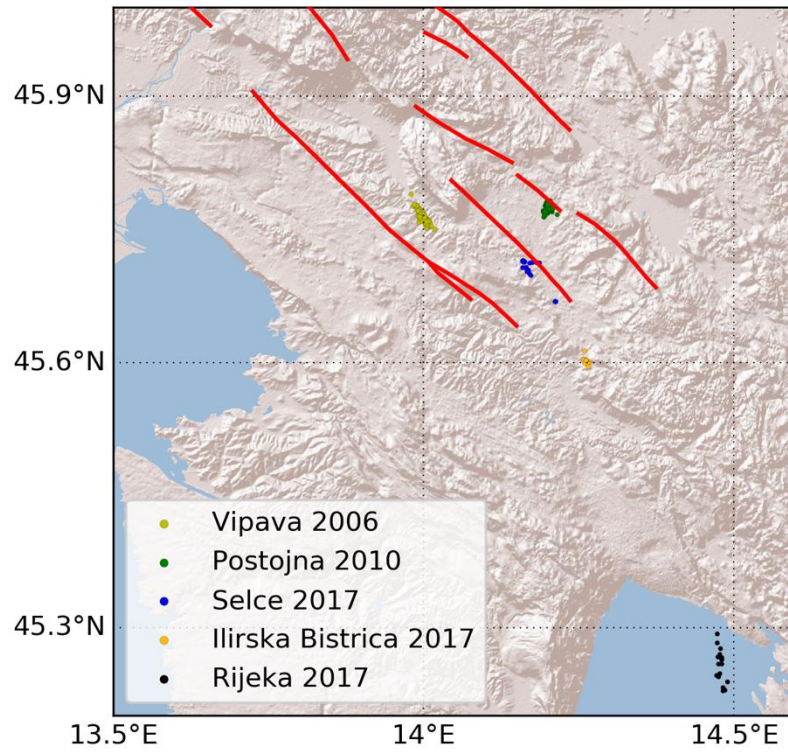 45.9°N
45.6°N
Vipava 2006
Postojna 2010
Selce 2017
Ilirska Bistrica 2017
45.3°N
Rijeka 2017
13.5°E 14°E 14.5°E